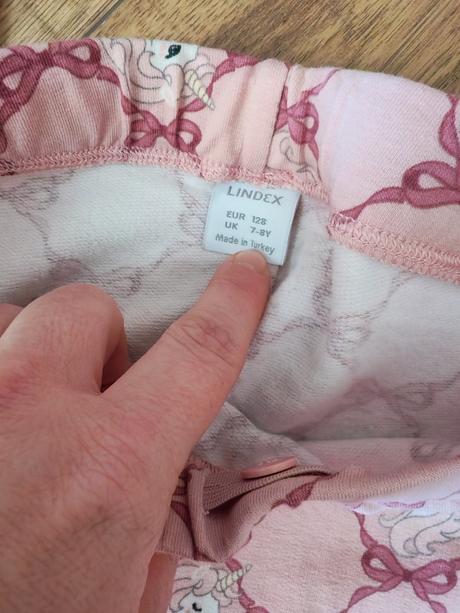 LINDEX
EUR 128
UK 7-8Y
Made in Turkey